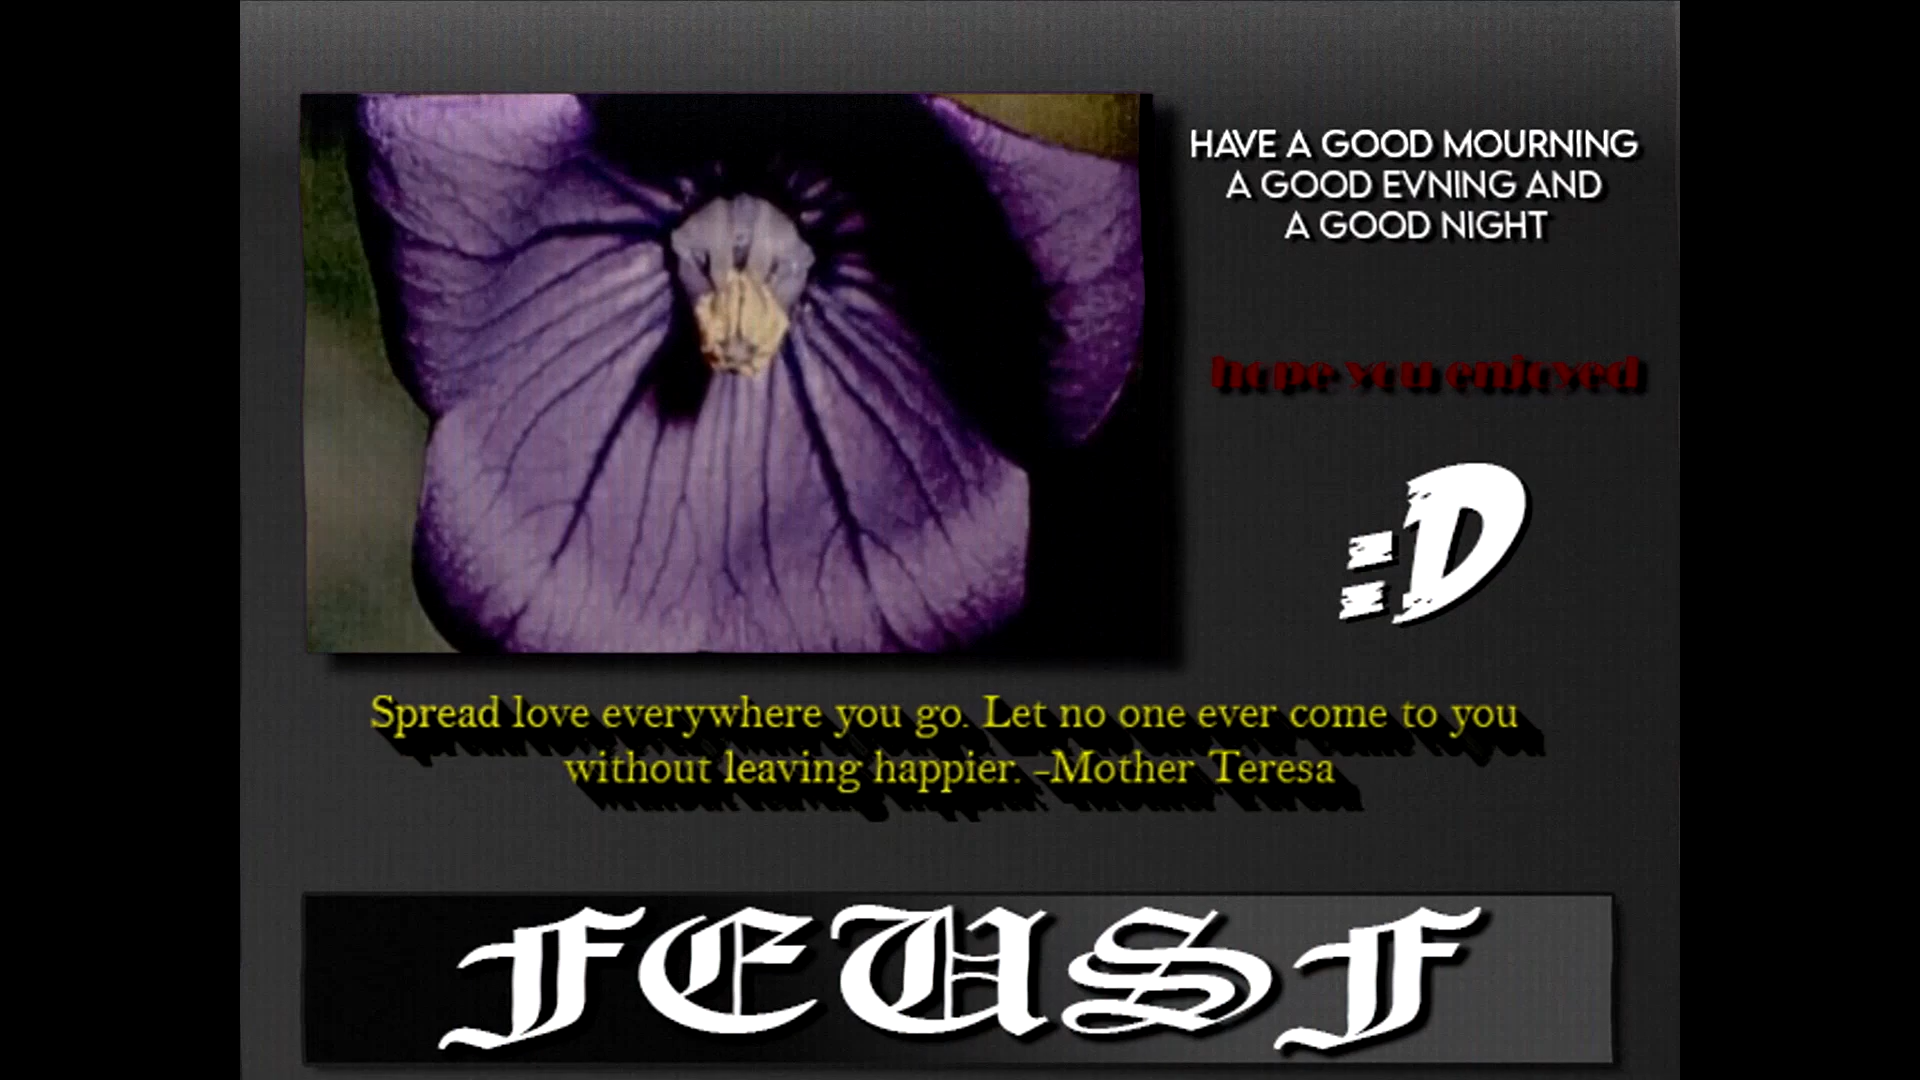 HAVE A GOOD MOURNING
A GOOD EVNING AND
A GOOD NIGHT
hope you enjoyed
:D
Spread love everywhere you go. Let no one ever come to you
without leaving happier. -Mother Teresa
FEUSF